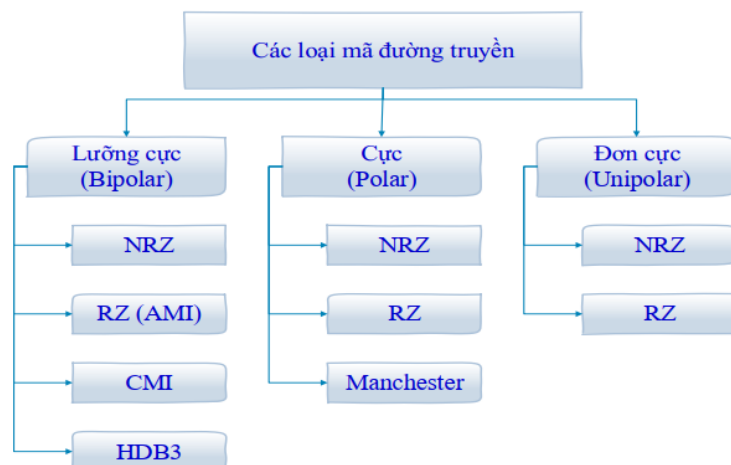 Các loại mã đường truyền
Lưỡng cực
(Bipolar)
NRZ
RZ (AMI)
CMI
HDB3
Cực
(Polar)
NRZ
RZ
Manchester
Đơn cực
(Unipolar)
NRZ
RZ